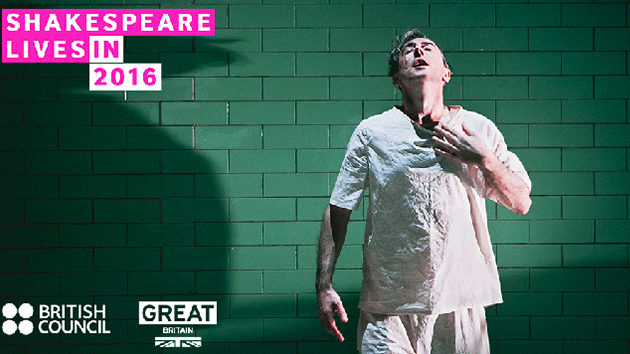 SHAKESPEARE
LIVES IN
2016
BRITISH
COUNCIL
GREAT
BRITAIN